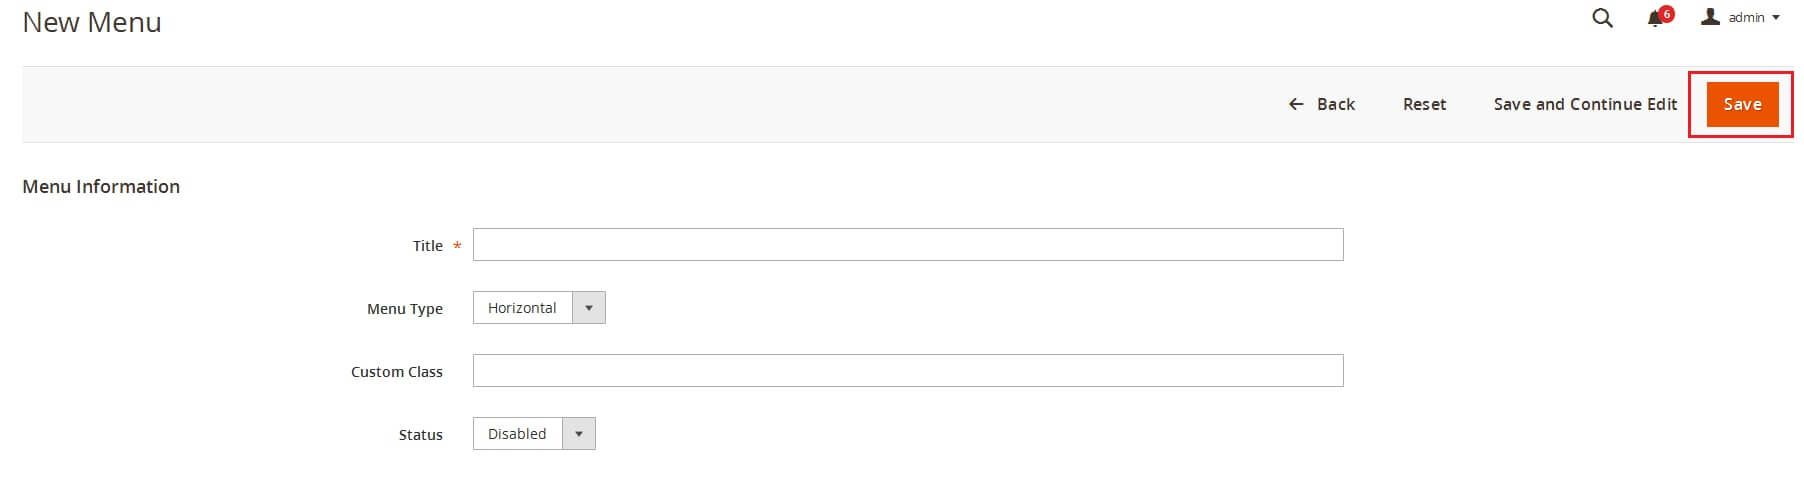 New Menu
6
admin
Back
Reset
Save and Continue Edit
Save
Menu Information
Title *
Menu Type
Horizontal
Custom Class
Status
Disabled